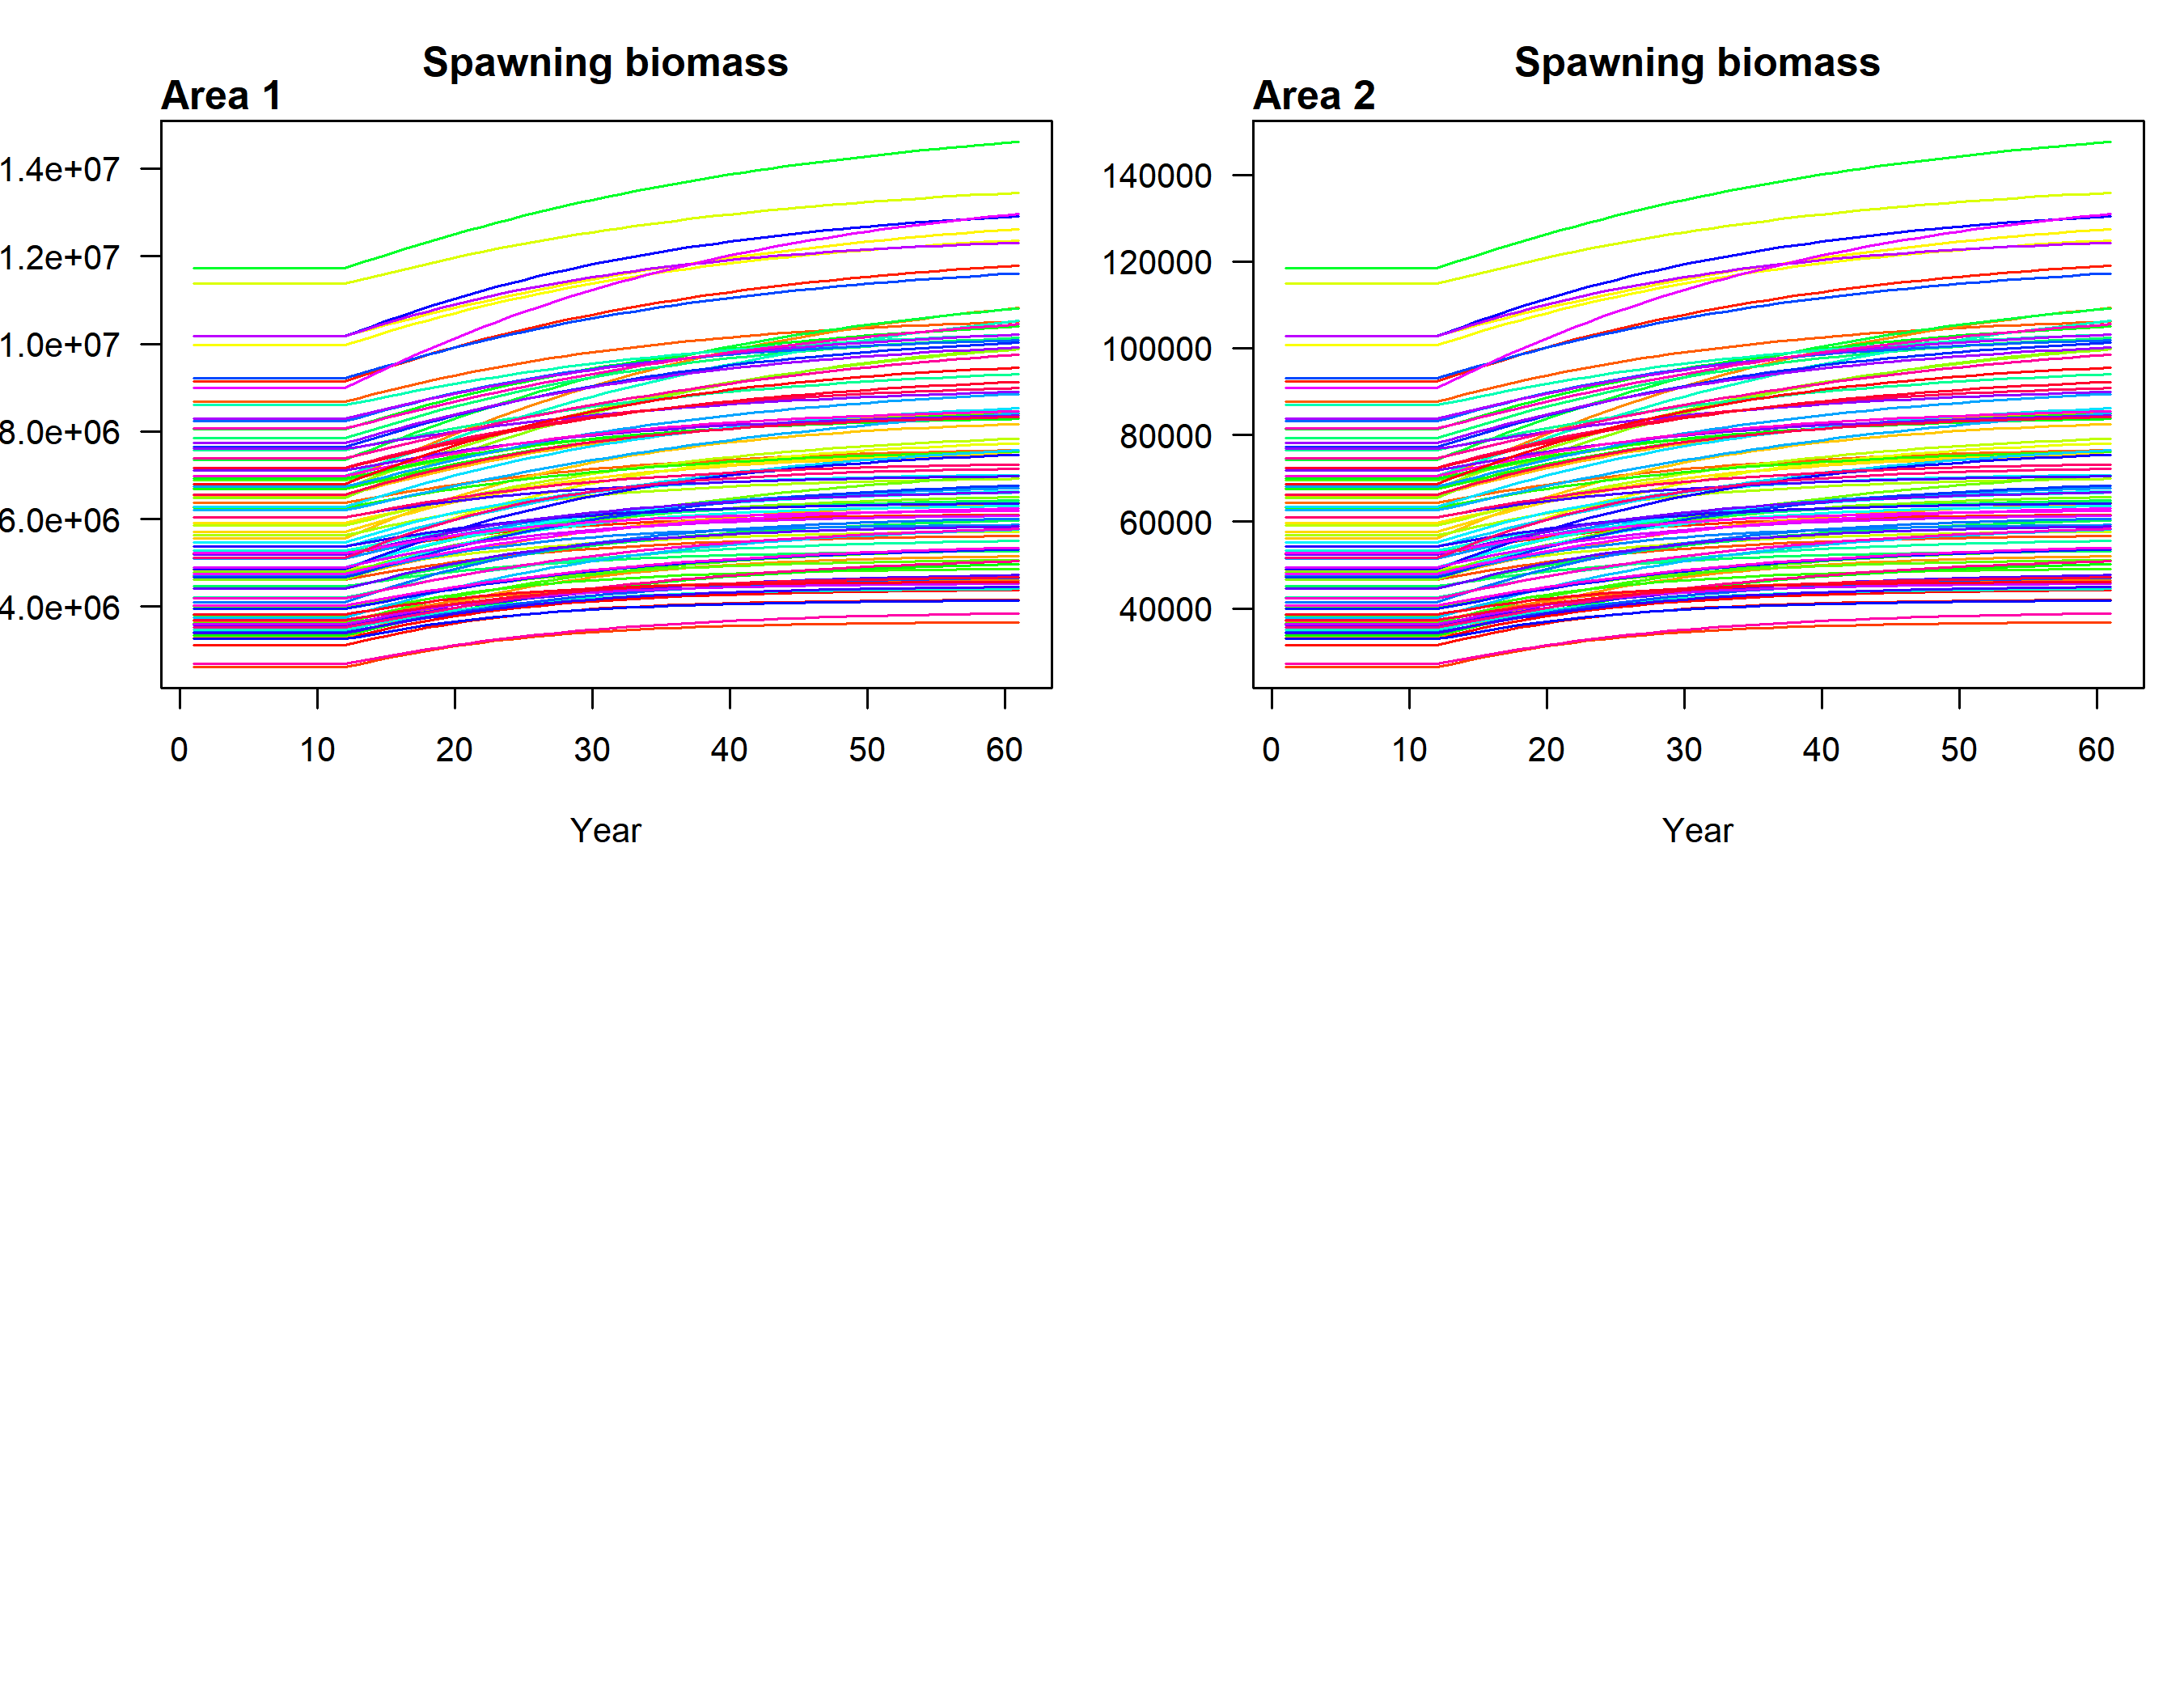 Spawning biomass
Area 1
1.4e+07
1.2e+07
1.0e+07
8.0e+06
6.0e+06
4.0e+06
0 10 20 30 40 50 60
Year
Spawning biomass
Area 2
140000
120000
100000
80000
60000
40000
0 10 20 30 40 50 60
Year